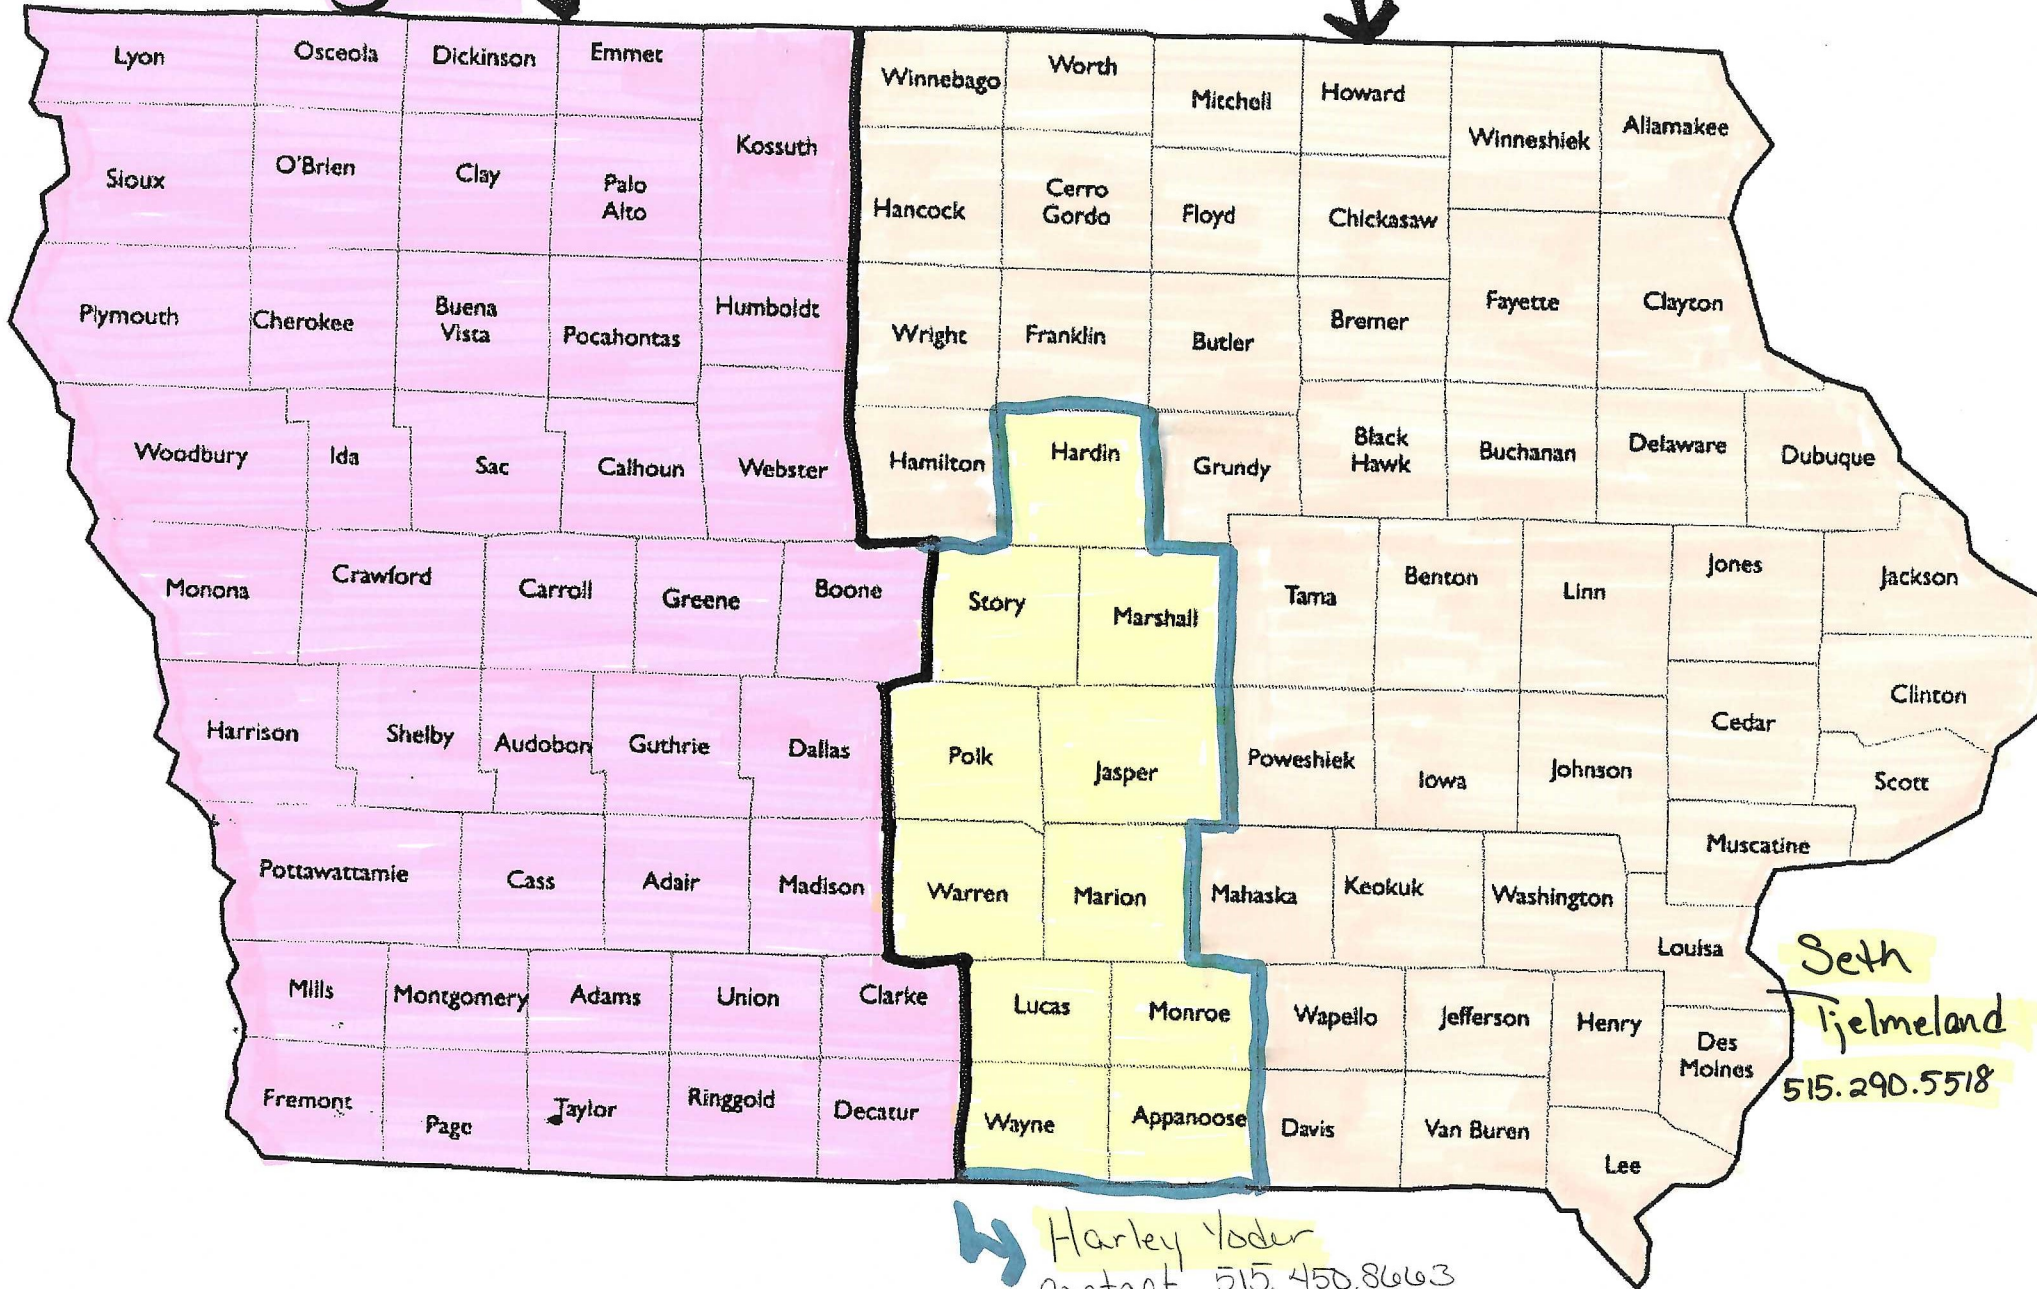 Lyon
Osceola
Dickinson
Emmet
Kossuth
Winnebago
Worth
Mitchell
Howard
Winneshiek
Allamakee
Sioux
O'Brien
Clay
Palo
Alto
Hancock
Cerro
Gordo
Floyd
Chickasaw
Plymouth
Cherokee
Buena
Vista
Pocahontas
Humboldt
Wright
Franklin
Butler
Bremer
Fayette
Clayton
Woodbury
Ida
Sac
Calhoun
Webster
Hamilton
Hardin
Grundy
Black
Hawk
Buchanan
Delaware
Dubuque
Monona
Crawford
Carroll
Greene
Boone
Story
Marshall
Tama
Benton
Linn
Jones
Jackson
Harrison
Shelby
Audobon
Guthrie
Dallas
Polk
Jasper
Poweshiek
Iowa
Johnson
Cedar
Clinton
Scott
Muscatine
Pottawattamie
Cass
Adair
Madison
Warren
Marion
Mahaska
Keokuk
Washington
Louisa
Mills
Montgomery
Adams
Union
Clarke
Lucas
Monroe
Wapello
Jefferson
Henry
Des
Moines
Fremont
Page
Taylor
Ringgold
Decatur
Wayne
Appanoose
Davis
Van Buren
Lee
Seth
Tjelmeland
515.290.5518
Harley Yoder
contact 515.450.8663